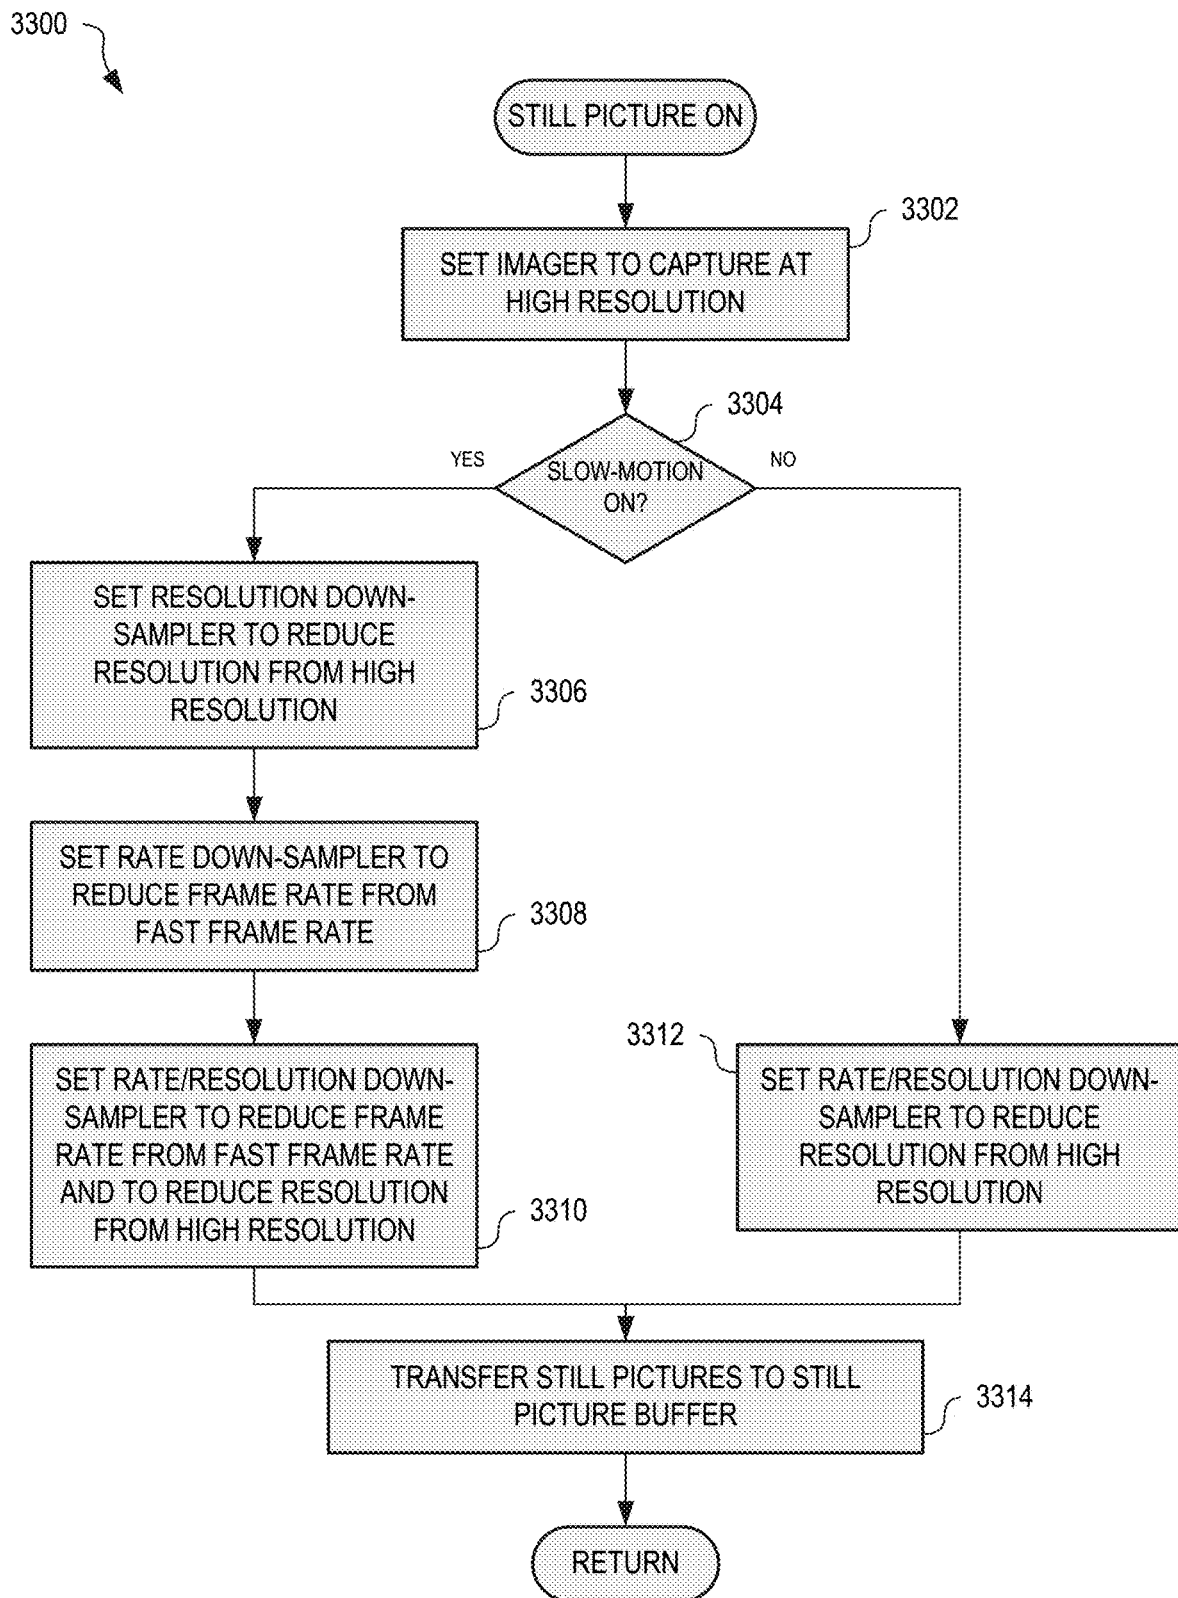 3300
STILL PICTURE ON
3302
SET IMAGER TO CAPTURE AT
HIGH RESOLUTION
3304
YES
SLOW-MOTION
ON?
NO
SET RESOLUTION DOWN-
SAMPLER TO REDUCE
RESOLUTION FROM HIGH
RESOLUTION
3306
SET RATE DOWN-SAMPLER TO
REDUCE FRAME RATE FROM
FAST FRAME RATE
3308
SET RATE/RESOLUTION DOWN-
SAMPLER TO REDUCE FRAME
RATE FROM FAST FRAME RATE
AND TO REDUCE RESOLUTION
FROM HIGH RESOLUTION
3310
3312
SET RATE/RESOLUTION DOWN-
SAMPLER TO REDUCE
RESOLUTION FROM HIGH
RESOLUTION
TRANSFER STILL PICTURES TO STILL
PICTURE BUFFER
3314
RETURN